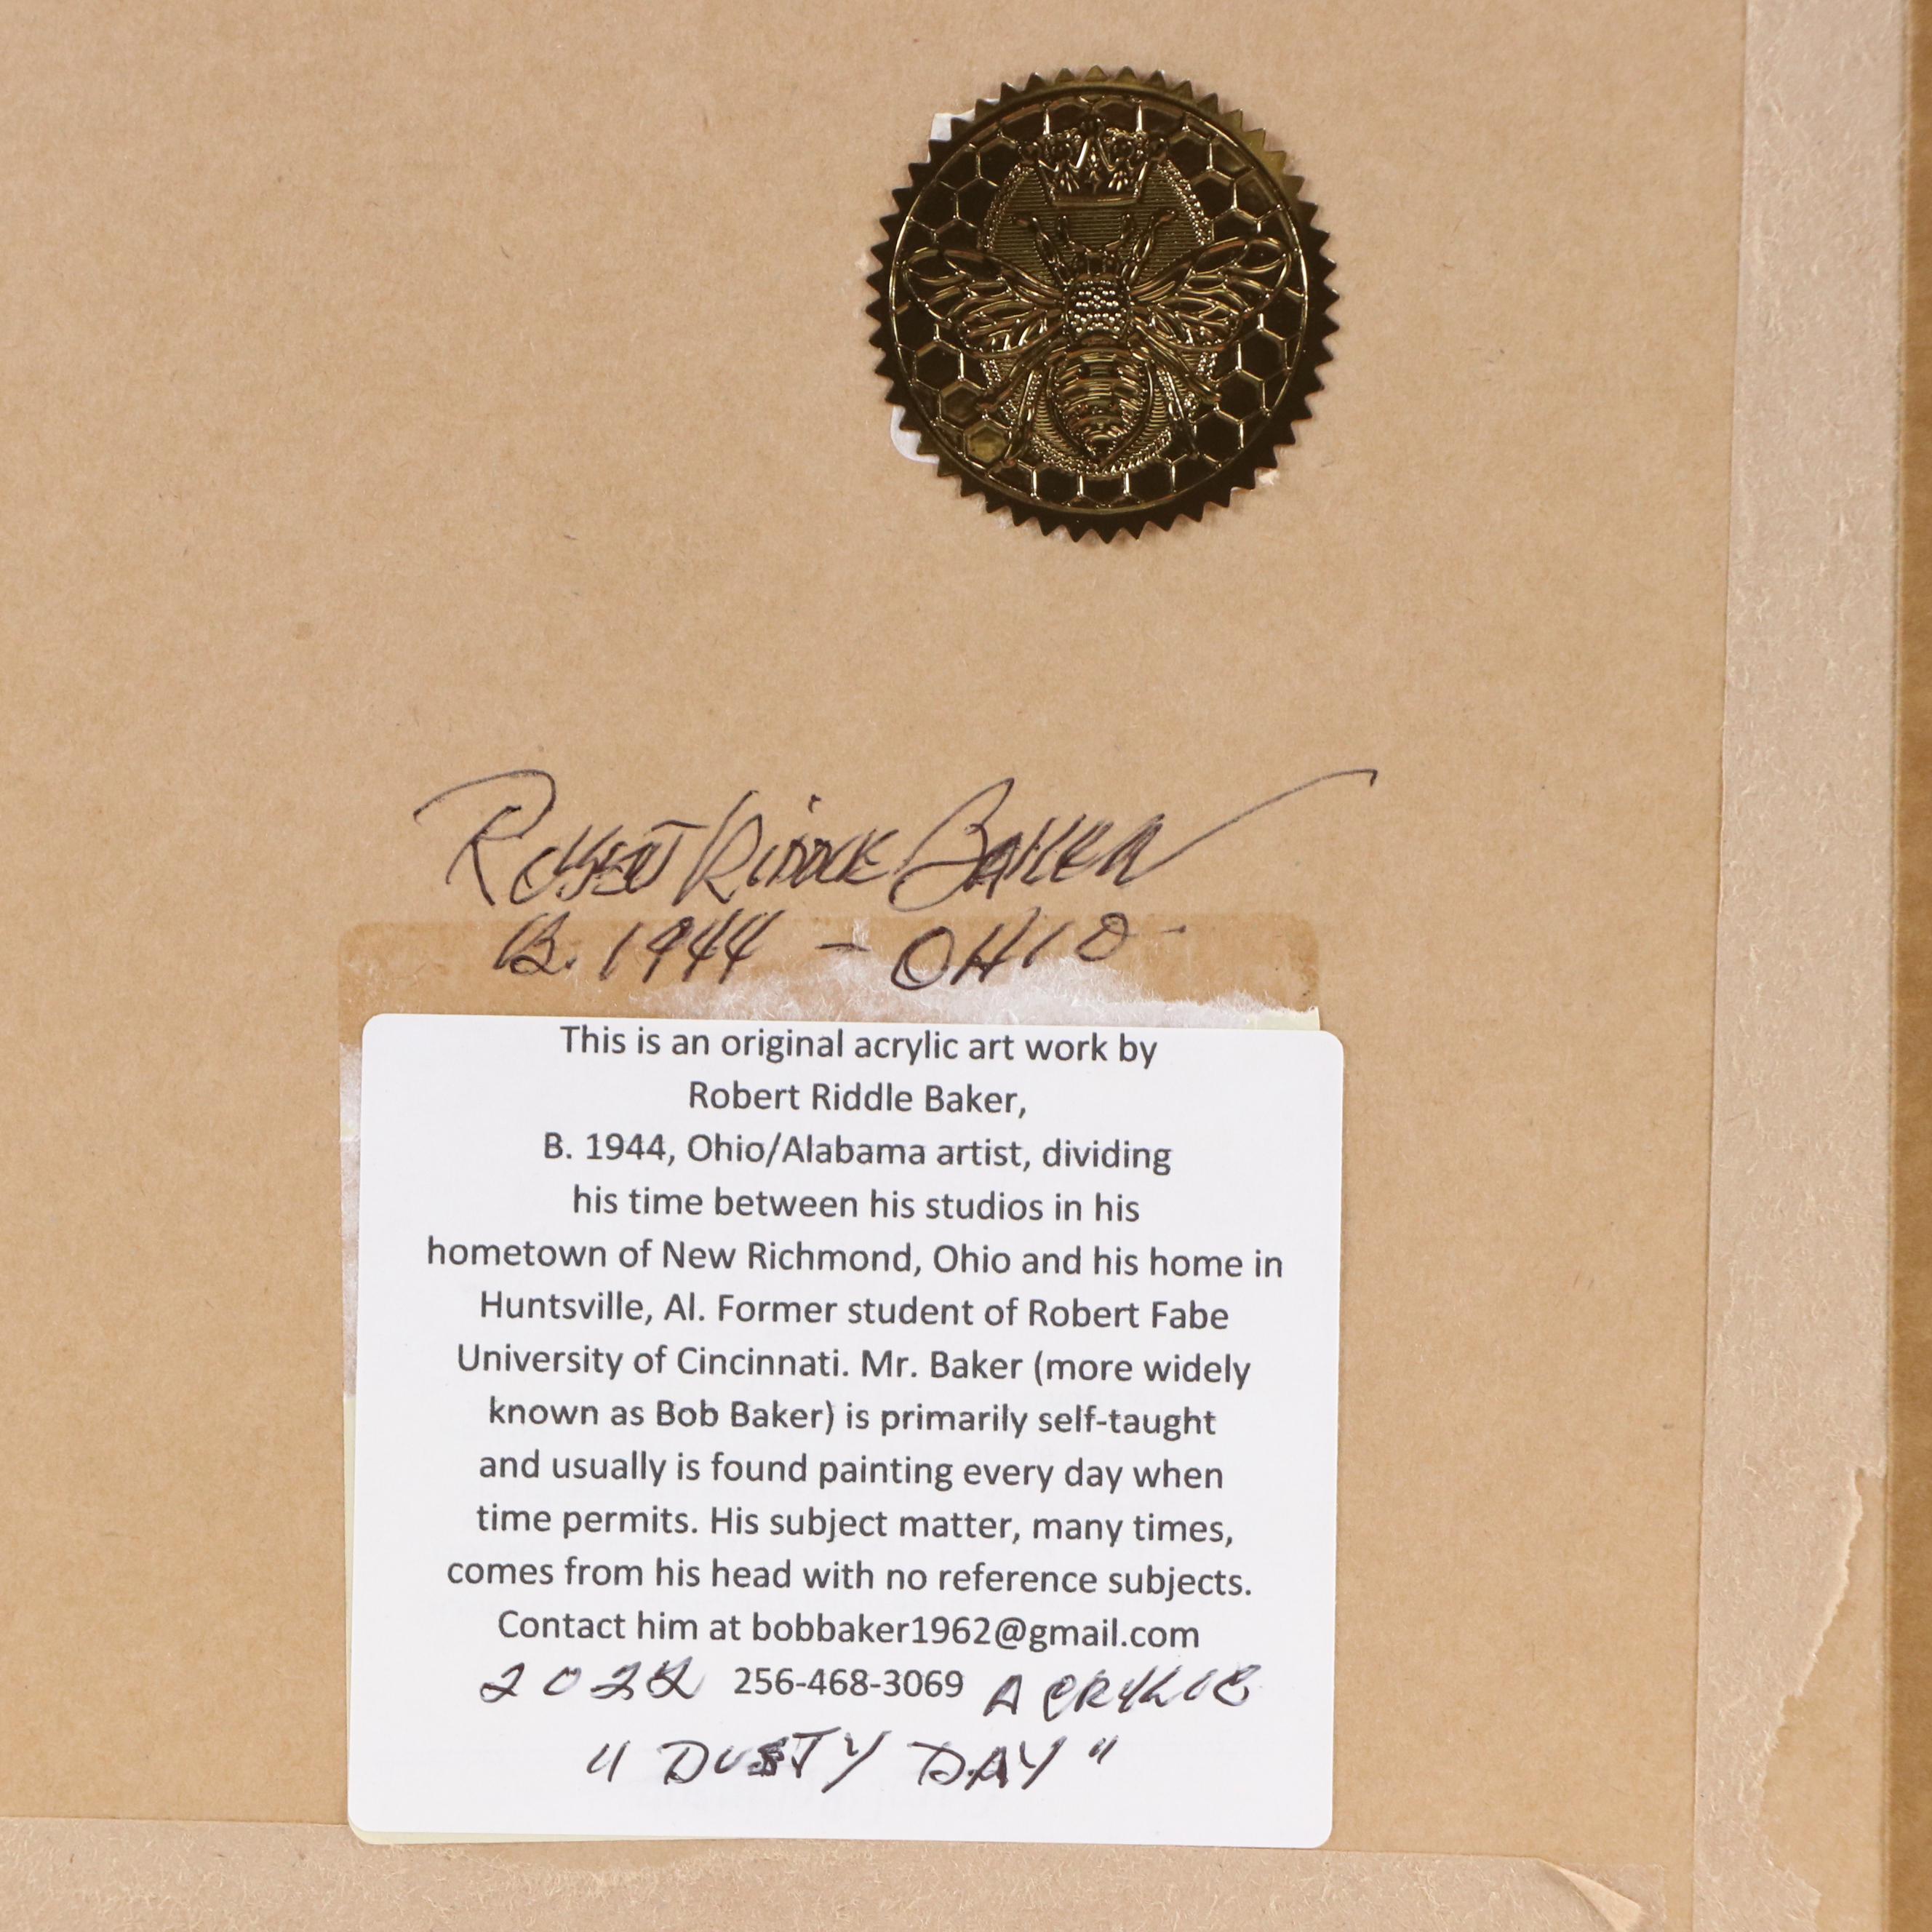 Robert Riddle Baker
B. 1944 - OHIO -
This is an original acrylic art work by
Robert Riddle Baker,
B. 1944, Ohio/Alabama artist, dividing
his time between his studios in his
hometown of New Richmond, Ohio and his home in
Huntsville, Al. Former student of Robert Fabe
University of Cincinnati. Mr. Baker (more widely
known as Bob Baker) is primarily self-taught
and usually is found painting every day when
time permits. His subject matter, many times,
comes from his head with no reference subjects.
Contact him at bobbaker1962@gmail.com
256-468-3069 ACRYLIC
"DUSTY DAY"